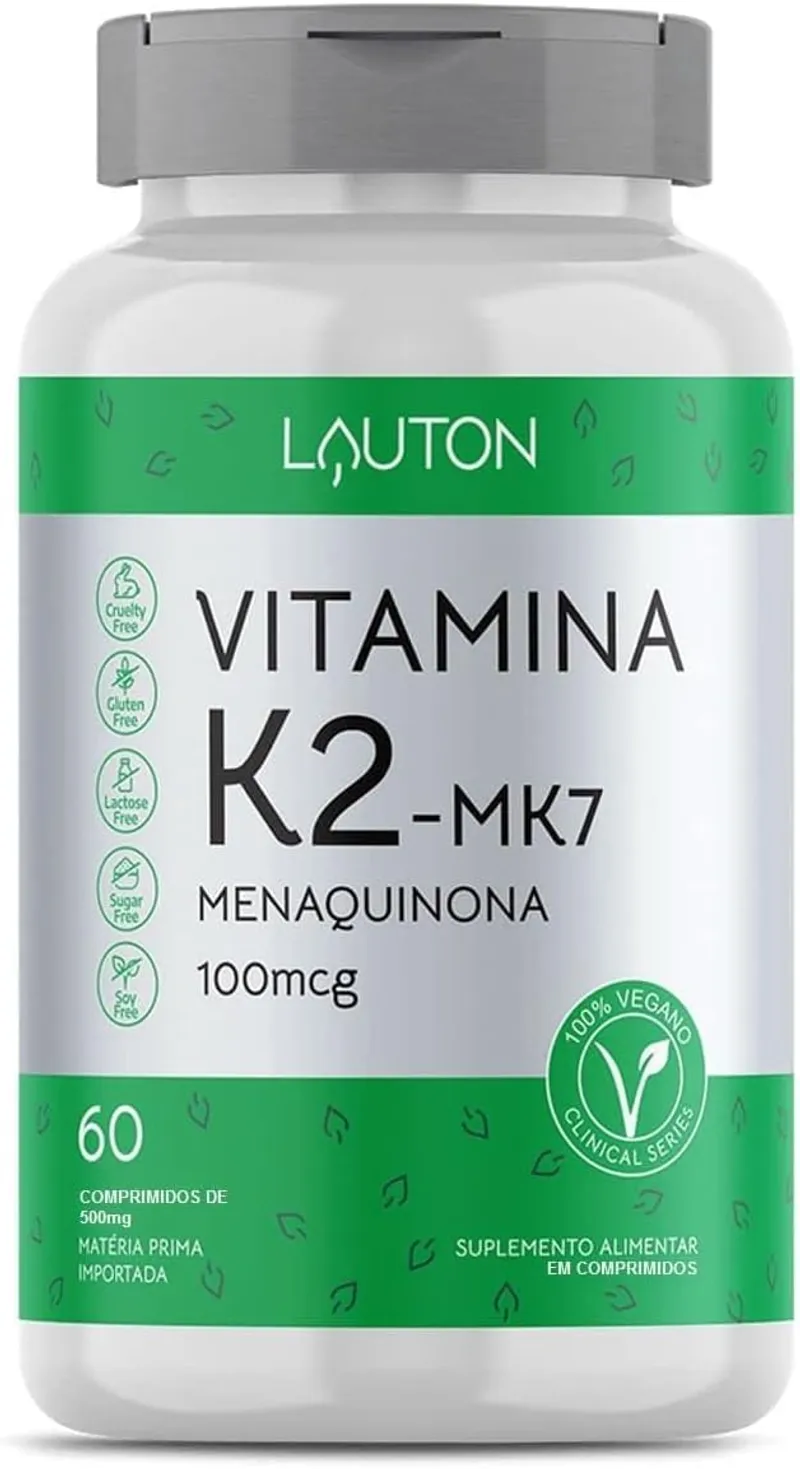 LAUTON
Cruelty
Free
Gluten
Free
Lactose
Free
Sugar
Free
Soy
Free
VITAMINA
K2-MK7
MENAQUINONA
100mcg
100% VEGANO
CLINICAL SERIES
60
COMPRIMIDOS DE
500mg
MATÉRIA PRIMA
IMPORTADA
SUPLEMENTO ALIMENTAR
EM COMPRIMIDOS